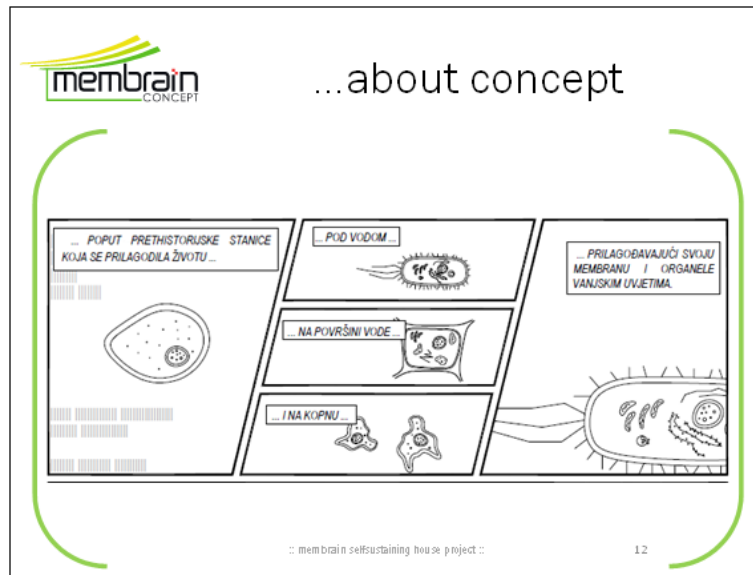 membrain
CONCEPT
...about concept
... POPUT PRETHISTORIJSKE STANICE
KOJA SE PRILAGODILA ŽIVOTU ...
... POD VODOM ...
... NA POVRŠINI VODE ...
... I NA KOPNU ...
... PRILAGOĐAVAJUČI SVOJU
MEMBRANU I ORGANELE
VANJSKIM UVJETIMA.
:: membrain selfsustaining house project ::
12